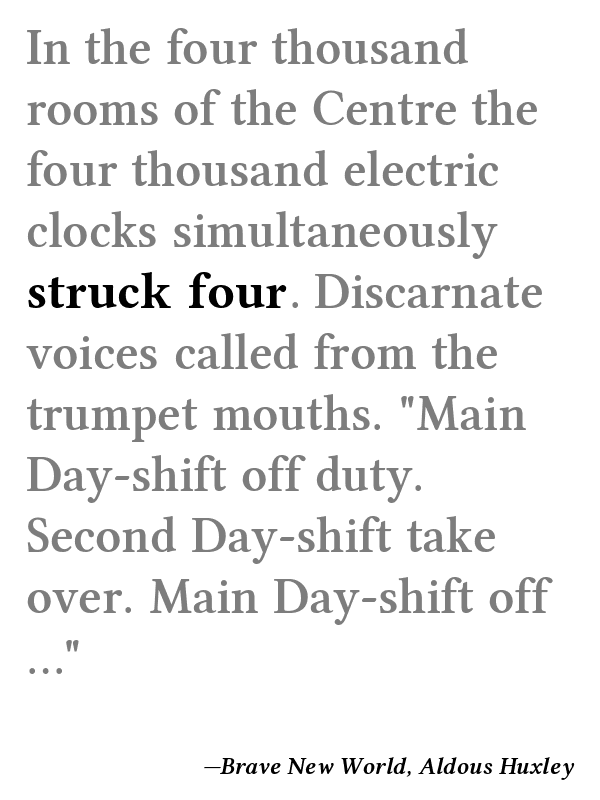 In the four thousand
rooms of the Centre the
four thousand electric
clocks simultaneously
struck four. Discarnate
voices called from the
trumpet mouths. "Main
Day-shift off duty.
Second Day-shift take
over. Main Day-shift off
..."
—Brave New World, Aldous Huxley